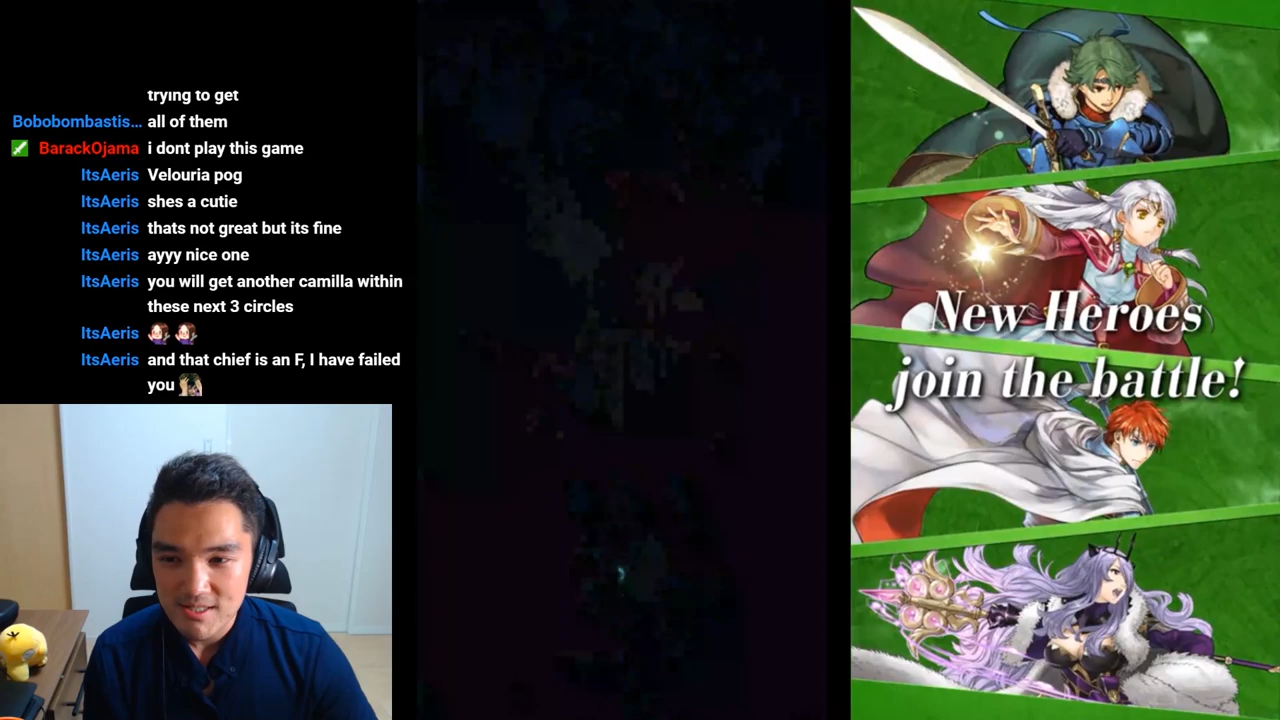 trying to get
Bobobombastis... all of them
BarackOjama i dont play this game
ItsAeris Velouria pog
ItsAeris shes a cutie
ItsAeris thats not great but its fine
ItsAeris ayyy nice one
ItsAeris you will get another camilla within
these next 3 circles
ItsAeris
ItsAeris and that chief is an F, I have failed
you
New Heroes
join the battle!